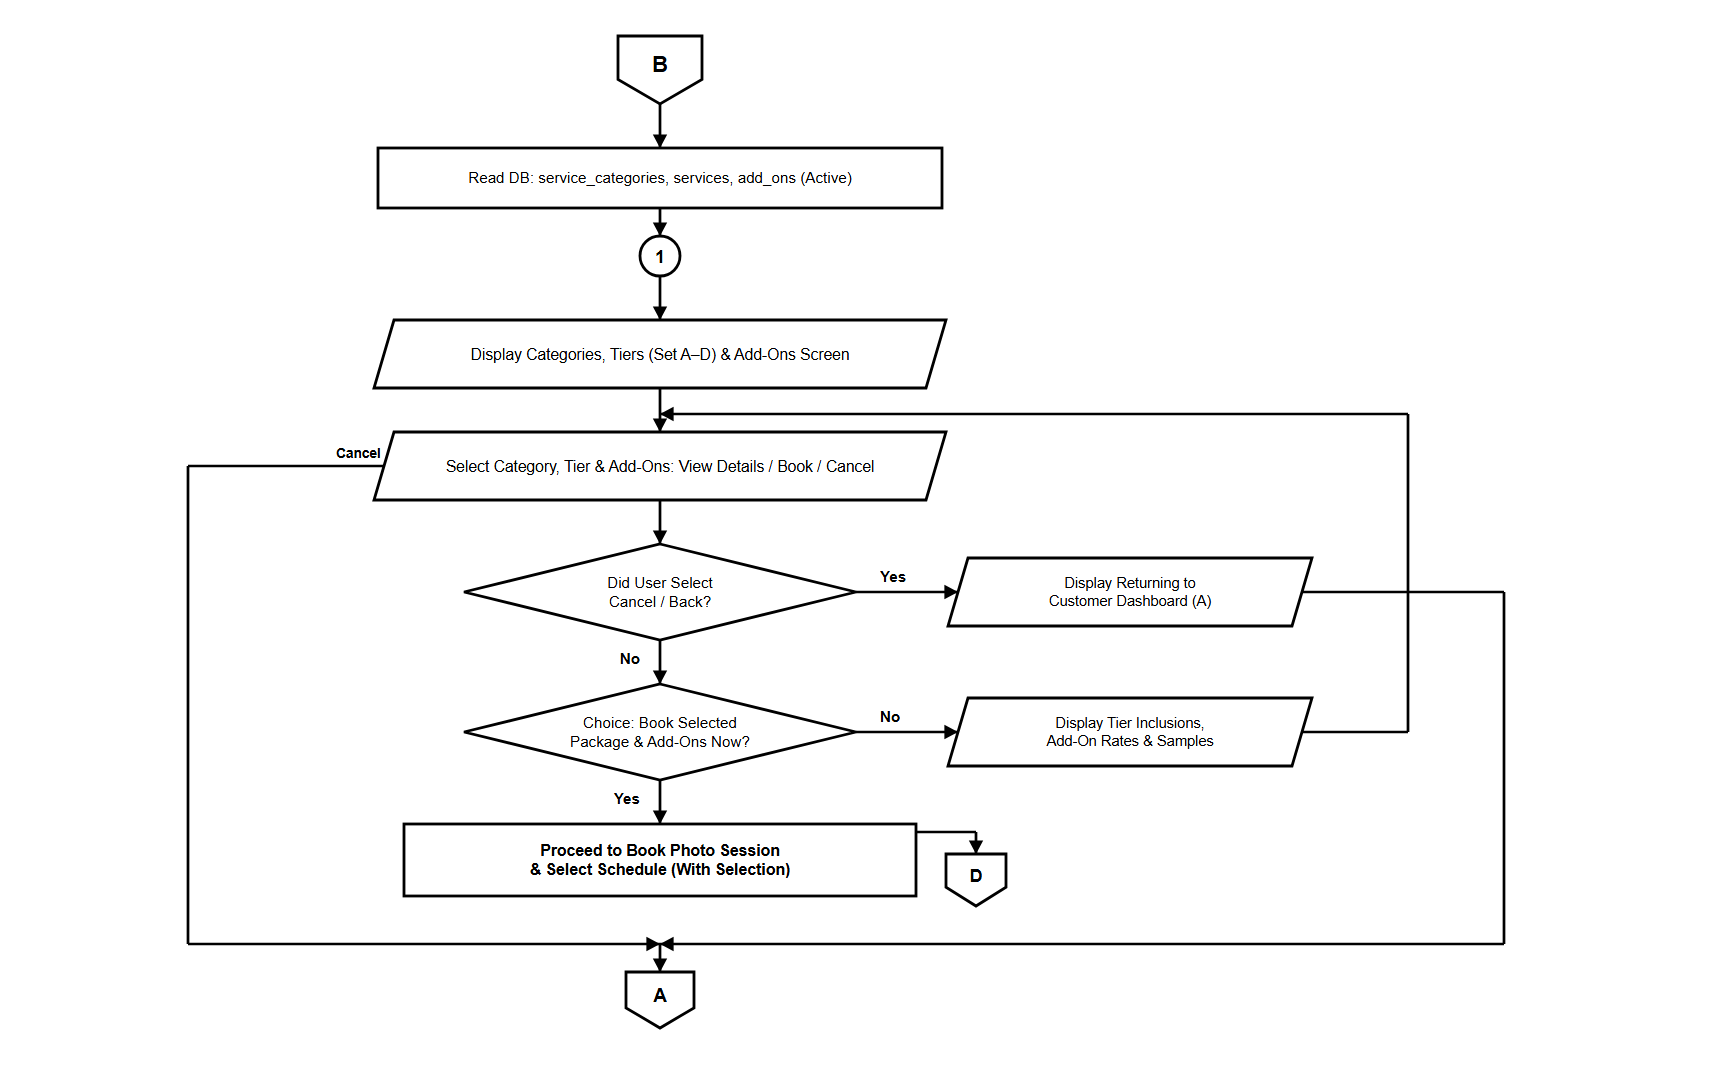 B
Read DB: service_categories, services, add_ons (Active)
1
Display Categories, Tiers (Set A–D) & Add-Ons Screen
Cancel
Select Category, Tier & Add-Ons: View Details / Book / Cancel
Did User Select
Cancel / Back?
Yes
Display Returning to
Customer Dashboard (A)
No
Choice: Book Selected
Package & Add-Ons Now?
No
Display Tier Inclusions,
Add-On Rates & Samples
Yes
Proceed to Book Photo Session
& Select Schedule (With Selection)
D
A